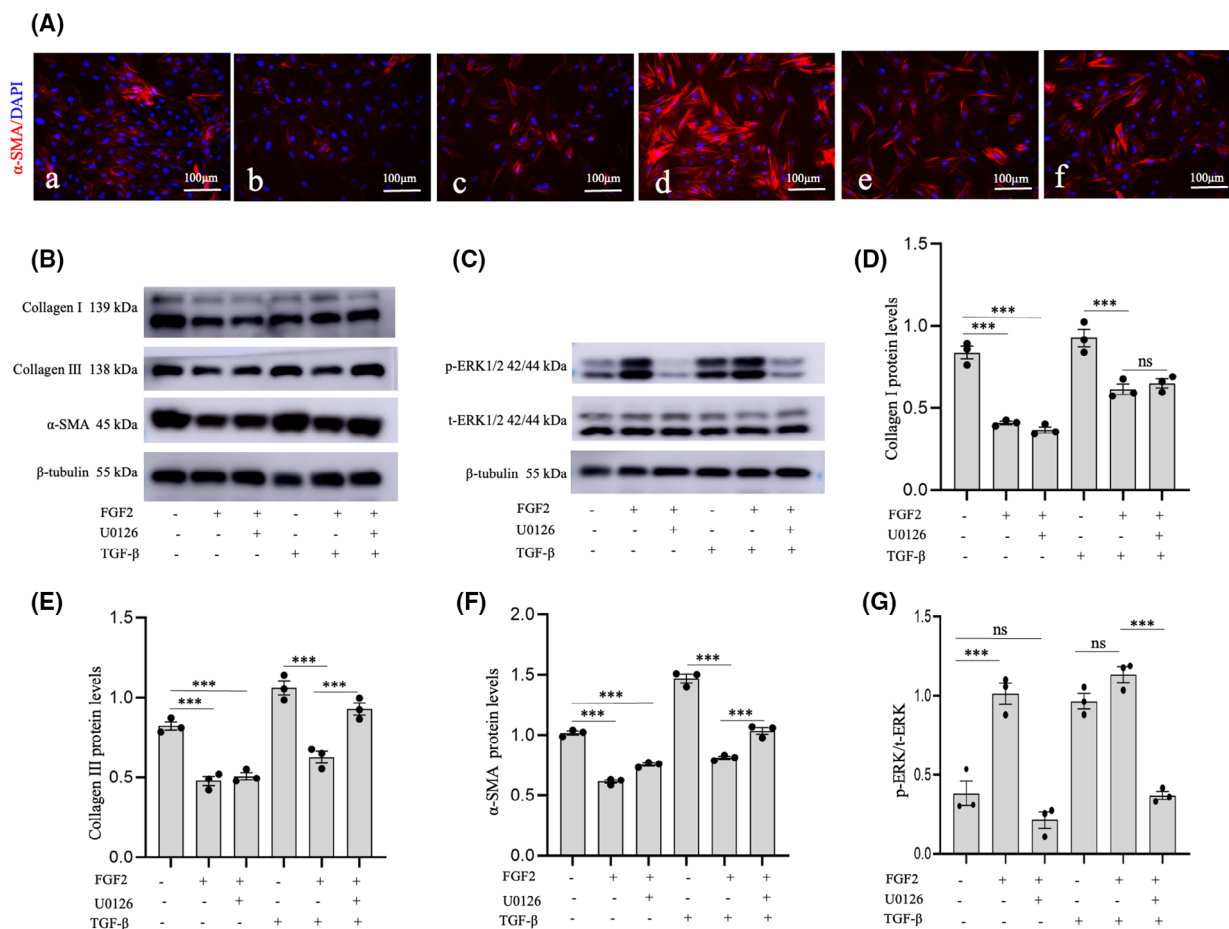 (A)
α-SMA/DAPI
a 100μm
b 100μm
c 100μm
d 100μm
e 100μm
f 100μm
(B)
Collagen I 139 kDa
Collagen III 138 kDa
α-SMA 45 kDa
β-tubulin 55 kDa
FGF2 - + + - + +
U0126 - - + - - +
TGF-β - - - + + +
(C)
p-ERK1/2 42/44 kDa
t-ERK1/2 42/44 kDa
β-tubulin 55 kDa
FGF2 - + + - + +
U0126 - - + - - +
TGF-β - - - + + +
(D)
Collagen I protein levels
1.5
1.0
0.5
0.0
***
***
***
ns
FGF2 - + + - + +
U0126 - - + - - +
TGF-β - - - + + +
(E)
Collagen III protein levels
1.5
1.0
0.5
0.0
***
***
***
***
FGF2 - + + - + +
U0126 - - + - - +
TGF-β - - - + + +
(F)
α-SMA protein levels
2.0
1.5
1.0
0.5
0.0
***
***
***
***
FGF2 - + + - + +
U0126 - - + - - +
TGF-β - - - + + +
(G)
p-ERK/t-ERK
1.5
1.0
0.5
0.0
ns
***
ns
***
FGF2 - + + - + +
U0126 - - + - - +
TGF-β - - - + + +